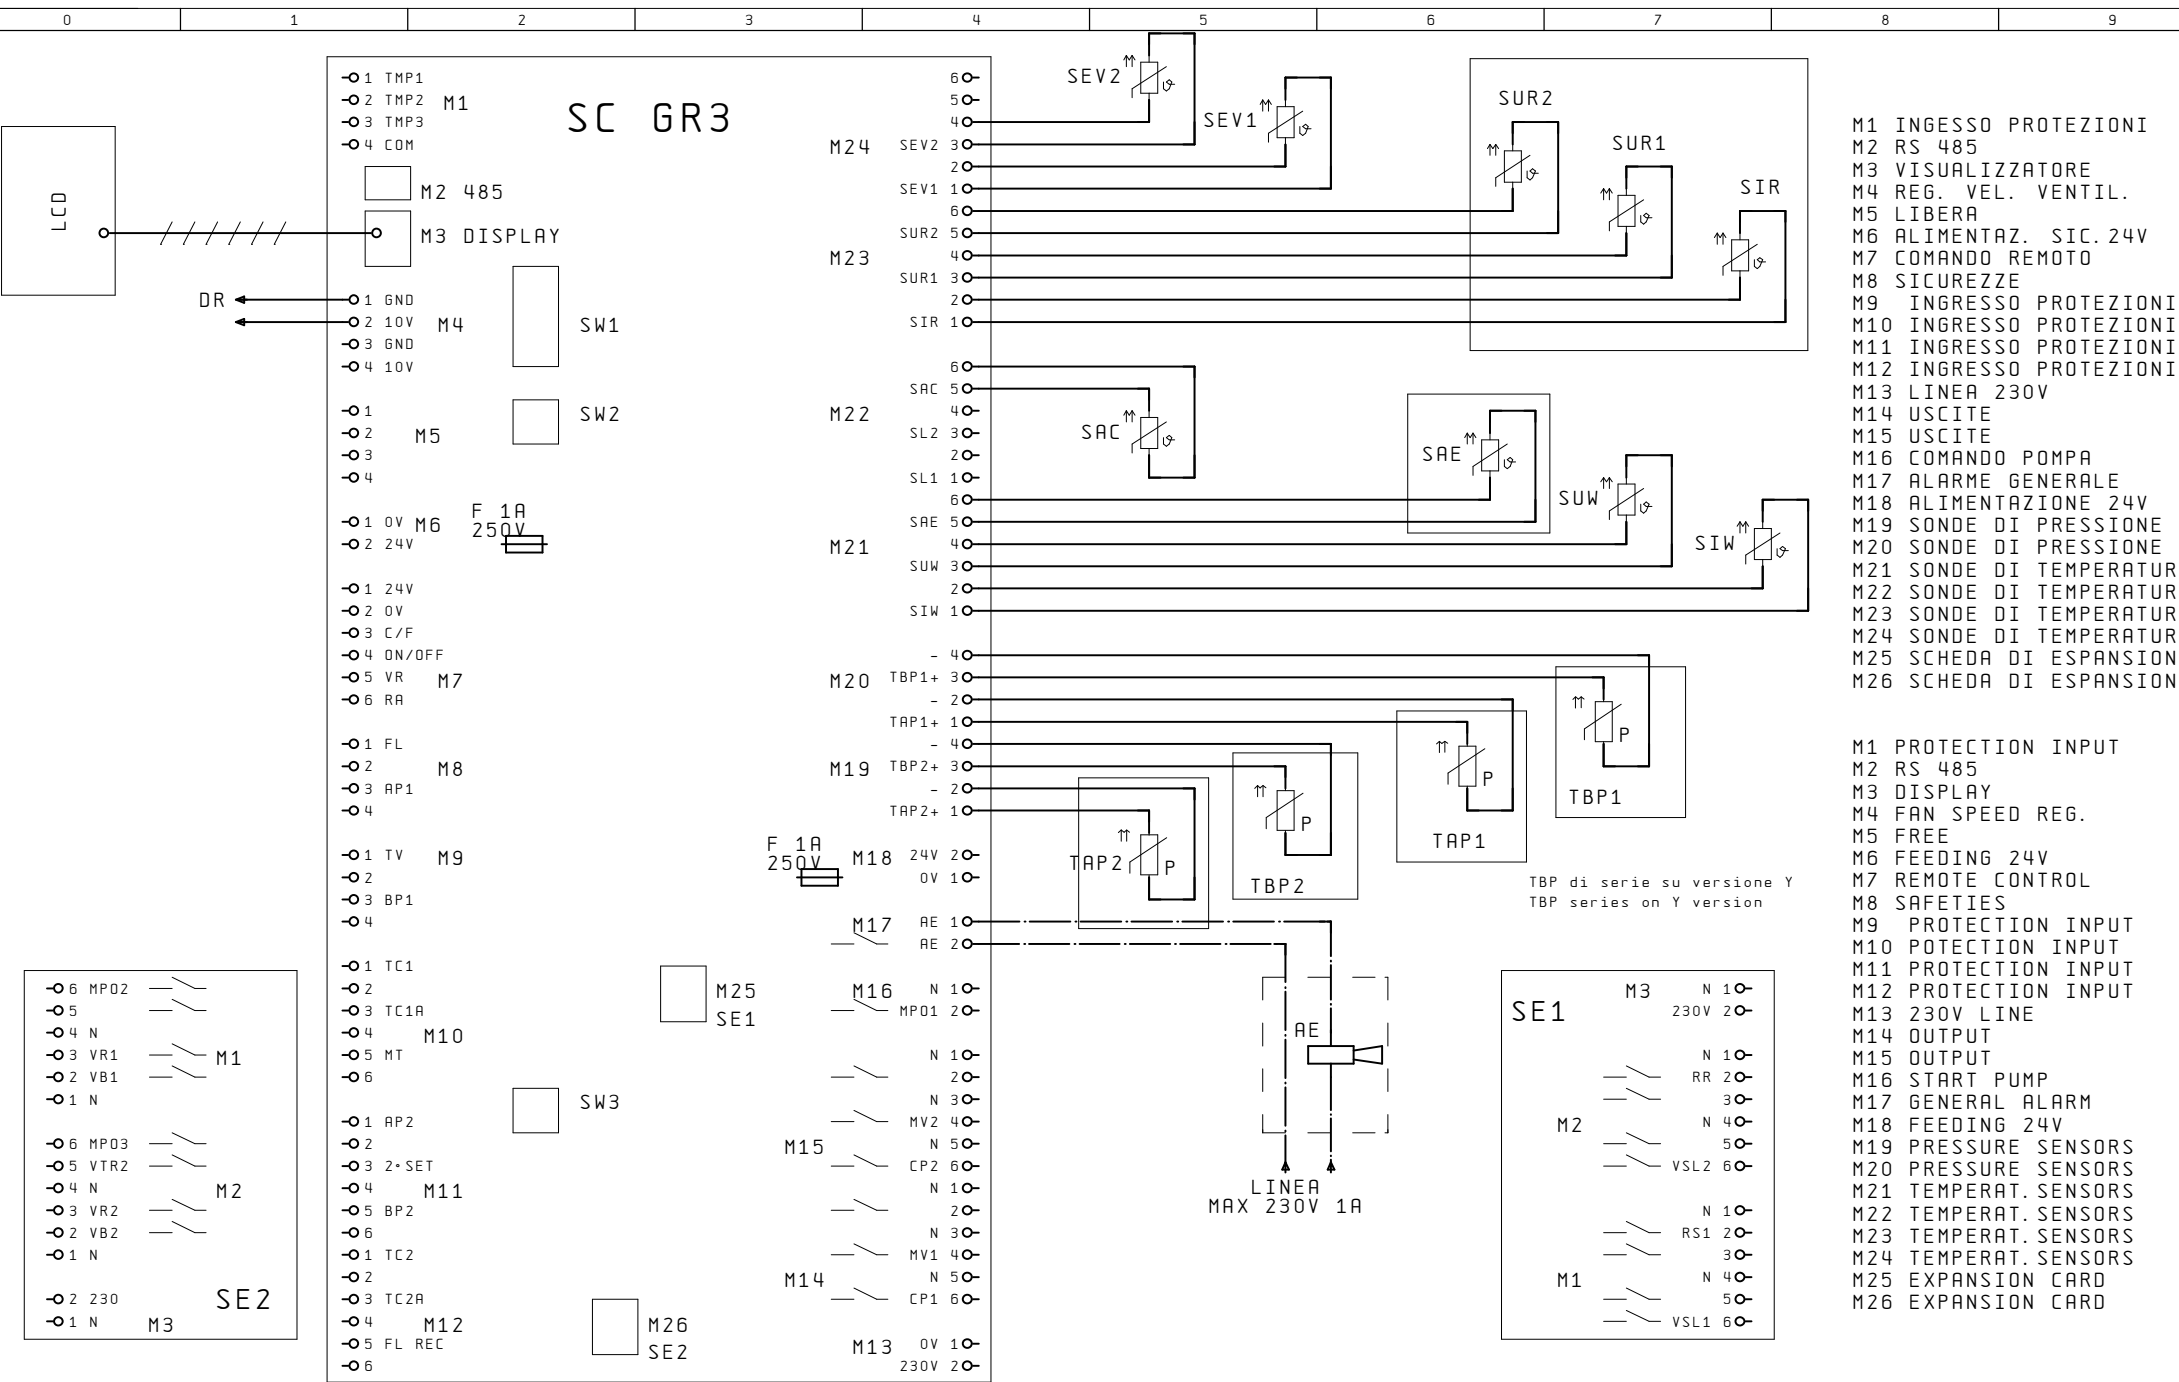 0 1 2 3 4 5 6 7 8 9
LCD
DR
SC GR3
1 TMP1
2 TMP2
3 TMP3
4 COM
M1
M2 485
M3 DISPLAY
1 GND
2 10V
3 GND
4 10V
M4
SW1
1
2
3
4
M5
SW2
1 0V
2 24V
M6
F 1A
250V
1 24V
2 0V
3 C/F
4 ON/OFF
5 VR
6 RA
M7
1 FL
2
3 AP1
4
M8
1 TV
2
3 BP1
4
M9
1 TC1
2
3 TC1A
4
5 MT
6
M10
1 AP2
2
3 2°SET
4
5 BP2
6
M11
1 TC2
2
3 TC2A
4
5 FL REC
6
M12
SW3
M25
SE1
M26
SE2
F 1A
250V
M24
6
5
4
SEV2 3
2
SEV1 1
M23
6
SUR2 5
4
SUR1 3
2
SIR 1
M22
6
SAC 5
4
SL2 3
2
SL1 1
M21
6
SAE 5
4
SUW 3
2
SIW 1
M20
- 4
TBP1+ 3
- 2
TAP1+ 1
M19
- 4
TBP2+ 3
- 2
TAP2+ 1
M18
24V 2
0V 1
M17
AE 1
AE 2
M16
N 1
MPO1 2
M15
N 1
2
N 3
MV2 4
N 5
CP2 6
M14
N 1
2
N 3
MV1 4
N 5
CP1 6
M13
0V 1
230V 2
SEV2
SEV1
SUR2
SUR1
SIR
SAC
SAE
SUW
SIW
TBP1
P
TAP1
P
TBP2
P
TAP2
P
TBP di serie su versione Y
TBP series on Y version
AE
LINEA
MAX 230V 1A
6 MPO2
5
4 N
3 VR1
2 VB1
1 N
M1
6 MPO3
5 VTR2
4 N
3 VR2
2 VB2
1 N
M2
2 230
1 N
M3
SE2
SE1
M3
N 1
230V 2
M2
N 1
RR 2
3
N 4
5
VSL2 6
M1
N 1
RS1 2
3
N 4
5
VSL1 6
M1 INGESSO PROTEZIONI
M2 RS 485
M3 VISUALIZZATORE
M4 REG. VEL. VENTIL.
M5 LIBERA
M6 ALIMENTAZ. SIC.24V
M7 COMANDO REMOTO
M8 SICUREZZE
M9 INGRESSO PROTEZIONI
M10 INGRESSO PROTEZIONI
M11 INGRESSO PROTEZIONI
M12 INGRESSO PROTEZIONI
M13 LINEA 230V
M14 USCITE
M15 USCITE
M16 COMANDO POMPA
M17 ALARME GENERALE
M18 ALIMENTAZIONE 24V
M19 SONDE DI PRESSIONE
M20 SONDE DI PRESSIONE
M21 SONDE DI TEMPERATUR
M22 SONDE DI TEMPERATUR
M23 SONDE DI TEMPERATUR
M24 SONDE DI TEMPERATUR
M25 SCHEDA DI ESPANSION
M26 SCHEDA DI ESPANSION
M1 PROTECTION INPUT
M2 RS 485
M3 DISPLAY
M4 FAN SPEED REG.
M5 FREE
M6 FEEDING 24V
M7 REMOTE CONTROL
M8 SAFETIES
M9 PROTECTION INPUT
M10 POTECTION INPUT
M11 PROTECTION INPUT
M12 PROTECTION INPUT
M13 230V LINE
M14 OUTPUT
M15 OUTPUT
M16 START PUMP
M17 GENERAL ALARM
M18 FEEDING 24V
M19 PRESSURE SENSORS
M20 PRESSURE SENSORS
M21 TEMPERAT.SENSORS
M22 TEMPERAT.SENSORS
M23 TEMPERAT.SENSORS
M24 TEMPERAT.SENSORS
M25 EXPANSION CARD
M26 EXPANSION CARD